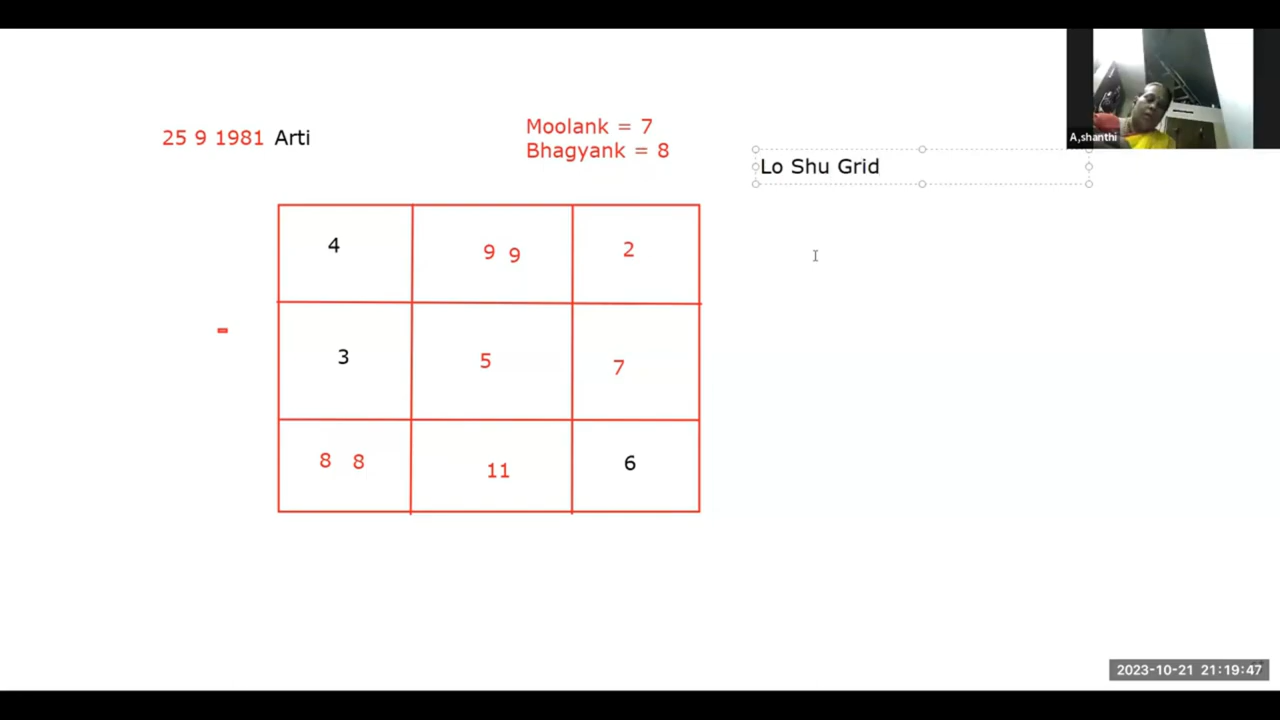 25 9 1981 Arti
Moolank = 7
Bhagyank = 8
A,shanthi
Lo Shu Grid
4 9 9 2
3 5 7
8 8 11 6
2023-10-21 21:19:47